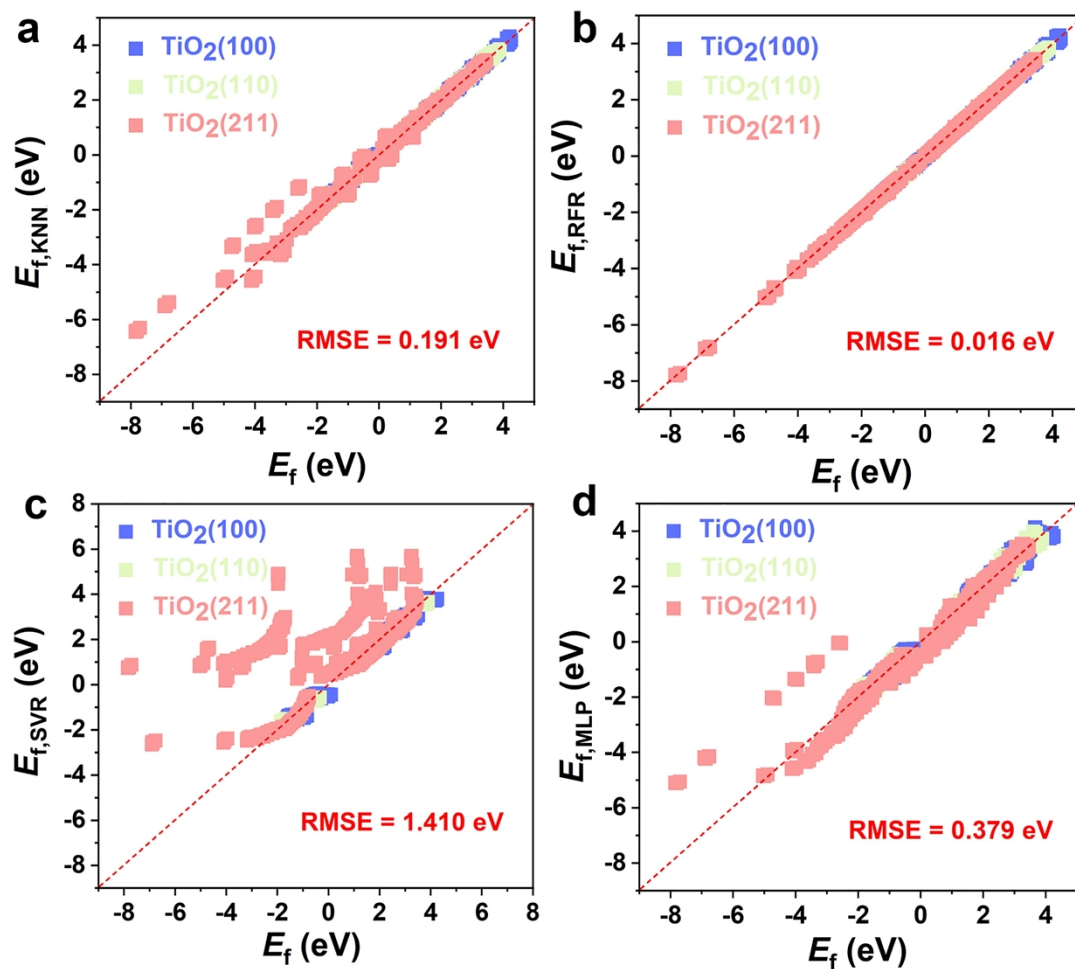 a
TiO2(100)
TiO2(110)
TiO2(211)
RMSE = 0.191 eV
Ef,KNN (eV)
4
2
0
-2
-4
-6
-8
-8 -6 -4 -2 0 2 4
Ef (eV)
b
TiO2(100)
TiO2(110)
TiO2(211)
RMSE = 0.016 eV
Ef,RFR (eV)
4
2
0
-2
-4
-6
-8
-8 -6 -4 -2 0 2 4
Ef (eV)
c
TiO2(100)
TiO2(110)
TiO2(211)
RMSE = 1.410 eV
Ef,SVR (eV)
8
6
4
2
0
-2
-4
-6
-8
-8 -6 -4 -2 0 2 4 6 8
Ef (eV)
d
TiO2(100)
TiO2(110)
TiO2(211)
RMSE = 0.379 eV
Ef,MLP (eV)
4
2
0
-2
-4
-6
-8
-8 -6 -4 -2 0 2 4
Ef (eV)